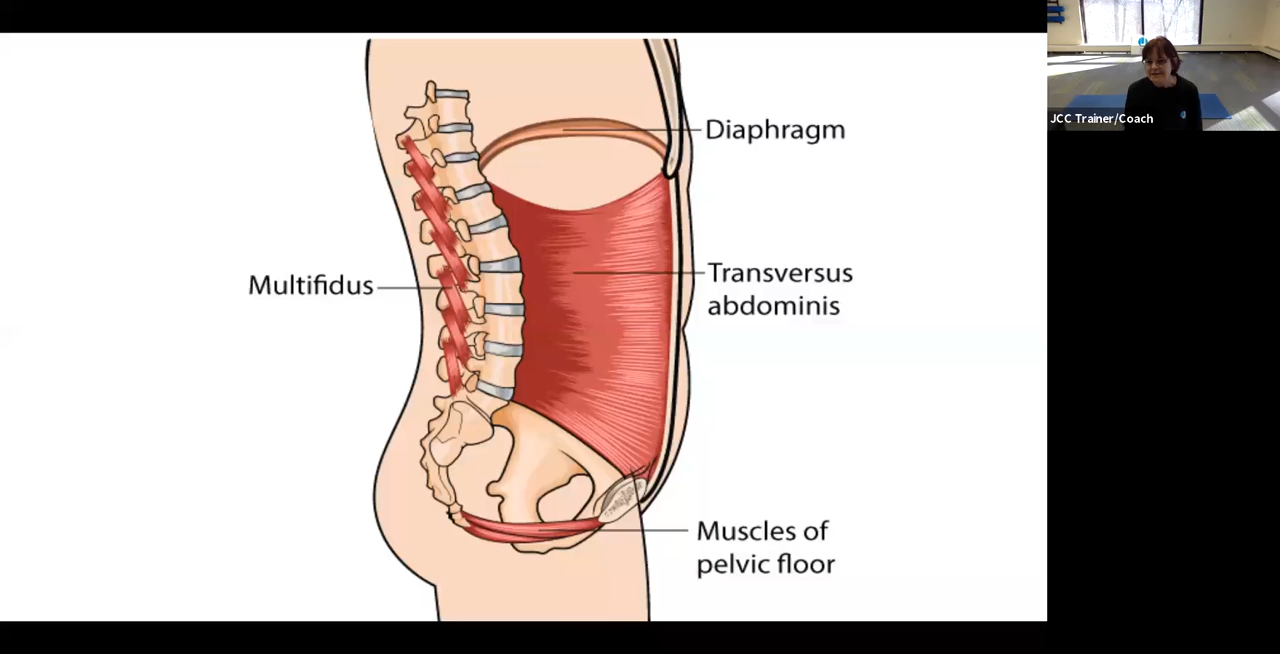 Diaphragm
Transversus
abdominis
Multifidus
Muscles of
pelvic floor
JCC Trainer/Coach